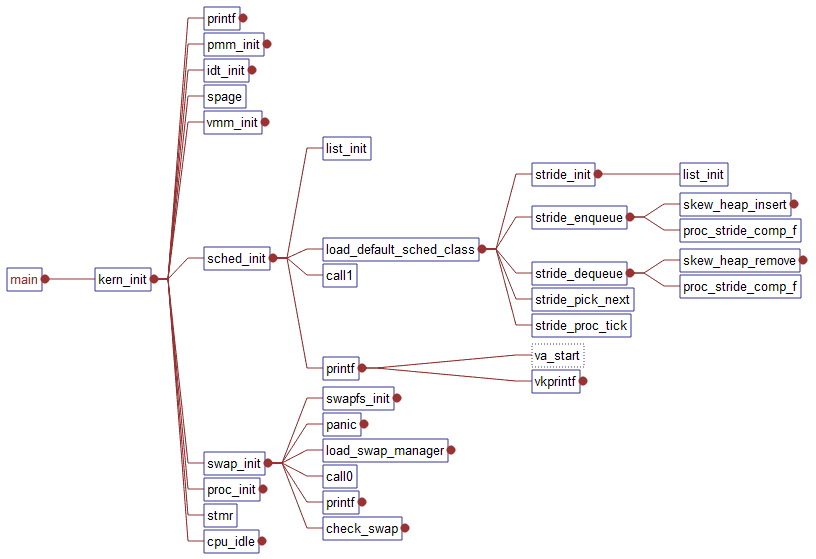 printf
pmm_init
idt_init
spage
vmm_init
list_init
stride_init
list_init
skew_heap_insert
stride_enqueue
proc_stride_comp_f
load_default_sched_class
sched_init
skew_heap_remove
stride_dequeue
call1
main
kern_init
proc_stride_comp_f
stride_pick_next
stride_proc_tick
va_start
printf
vkprintf
swapfs_init
panic
load_swap_manager
swap_init
call0
proc_init
printf
stmr
check_swap
cpu_idle